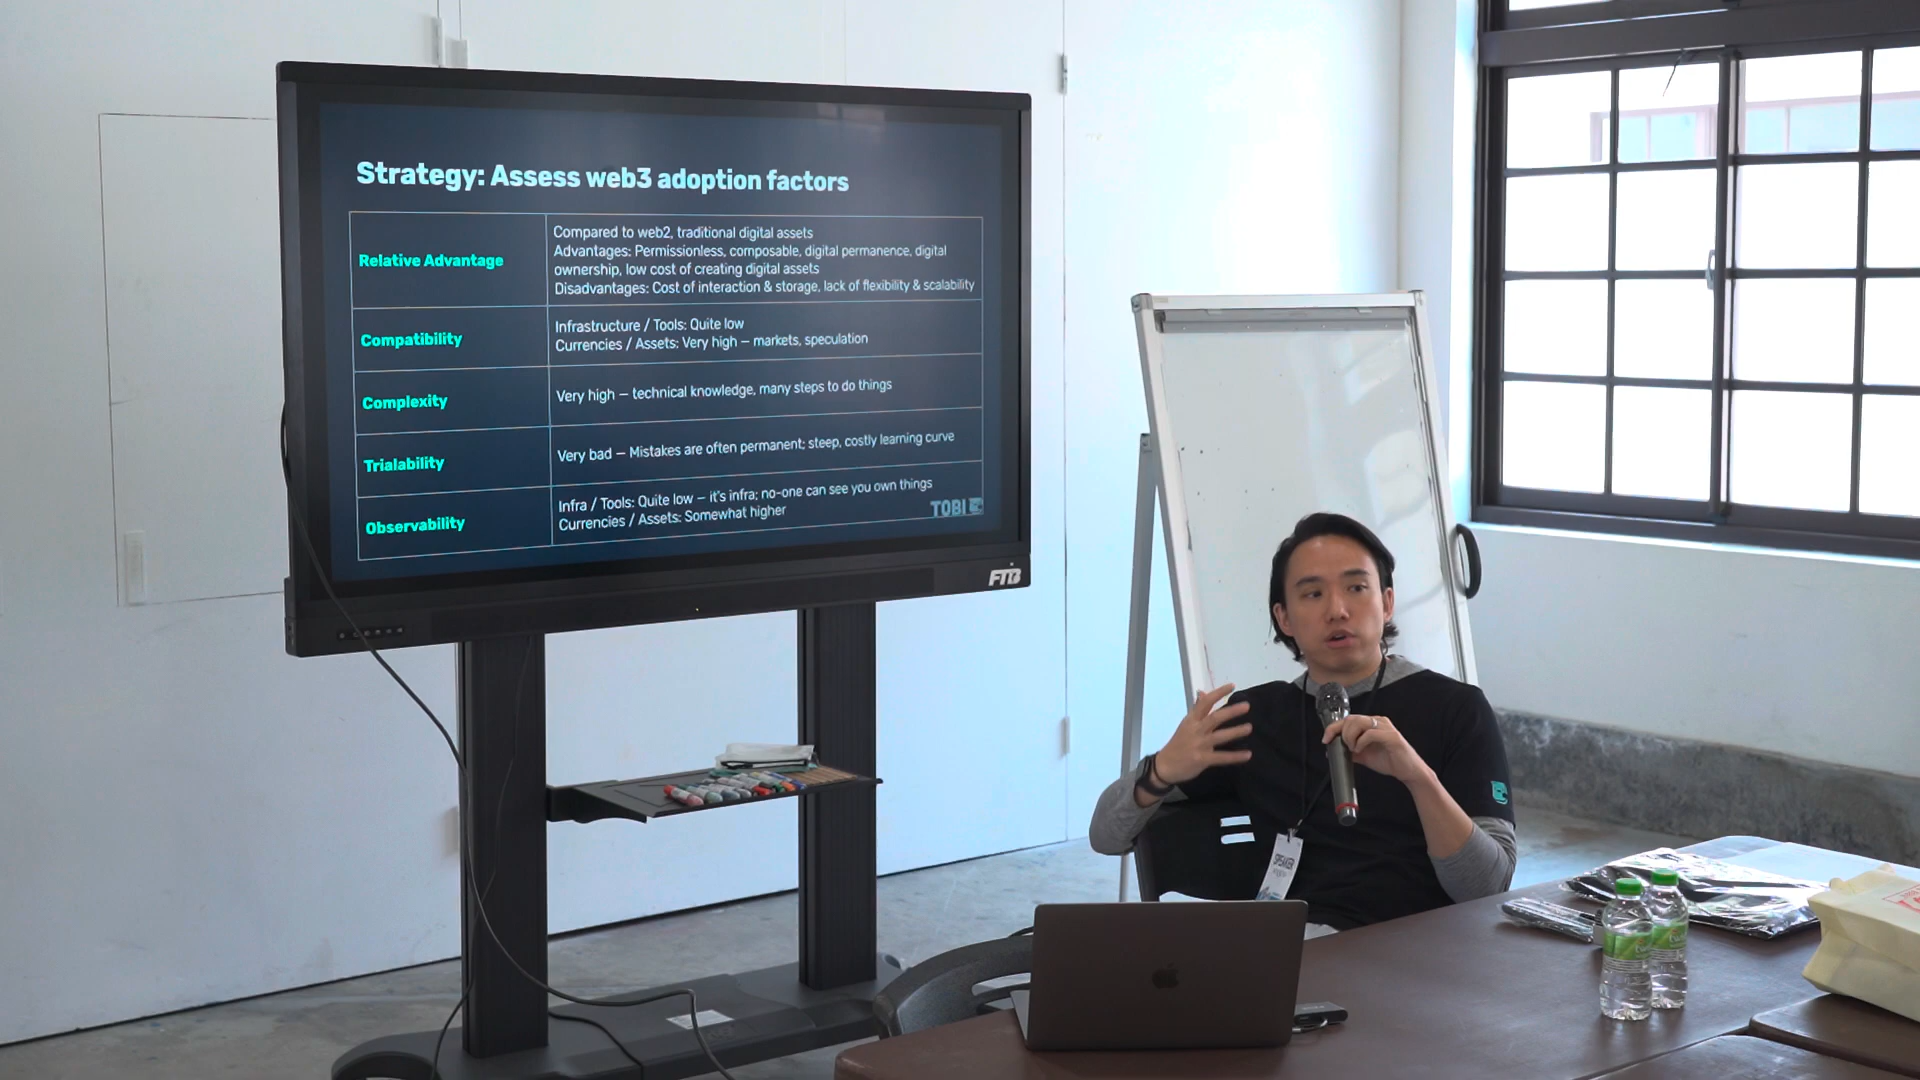 Strategy: Assess web3 adoption factors
Relative Advantage
Compared to web2, traditional digital assets
Advantages: Permissionless, composable, digital permanence, digital
ownership, low cost of creating digital assets
Disadvantages: Cost of interaction & storage, lack of flexibility & scalability
Compatibility
Infrastructure / Tools: Quite low
Currencies / Assets: Very high – markets, speculation
Complexity
Very high – technical knowledge, many steps to do things
Trialability
Very bad – Mistakes are often permanent; steep, costly learning curve
Observability
Infra / Tools: Quite low – it's infra; no-one can see you own things
Currencies / Assets: Somewhat higher
TOBI
FTB
SPEAKER